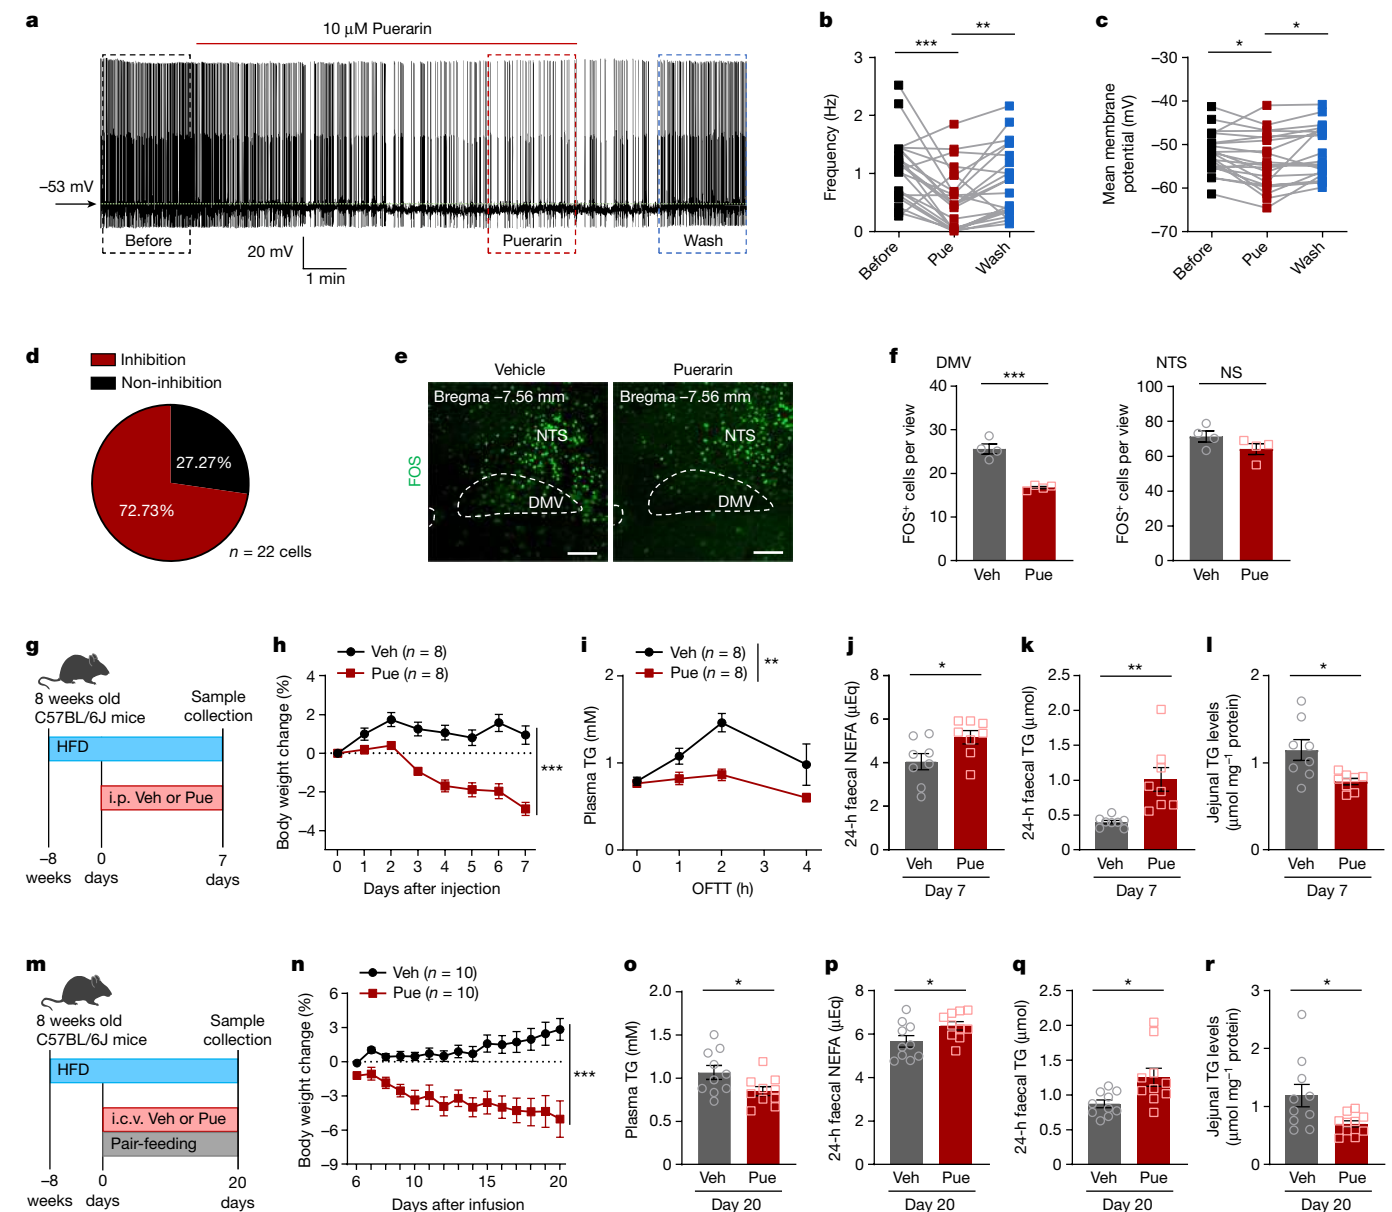 a
10 μM Puerarin
−53 mV
Before
Puerarin
Wash
20 mV
1 min
b
***
**
Frequency (Hz)
3
2
1
0
Before
Pue
Wash
c
*
*
Mean membrane
potential (mV)
−30
−40
−50
−60
−70
Before
Pue
Wash
d
Inhibition
Non-inhibition
27.27%
72.73%
n = 22 cells
e
Vehicle
Puerarin
FOS
Bregma −7.56 mm
NTS
DMV
Bregma −7.56 mm
NTS
DMV
f
DMV
***
FOS+ cells per view
40
30
20
10
0
Veh
Pue
NTS
NS
FOS+ cells per view
100
80
60
40
20
0
Veh
Pue
g
8 weeks old
C57BL/6J mice
Sample
collection
HFD
i.p. Veh or Pue
−8
weeks
0
days
7
days
h
Veh (n = 8)
Pue (n = 8)
Body weight change (%)
4
2
0
−2
−4
***
0 1 2 3 4 5 6 7
Days after injection
i
Veh (n = 8)
Pue (n = 8)
**
Plasma TG (mM)
2
1
0
0 1 2 3 4
OFTT (h)
j
*
24-h faecal NEFA (μEq)
8
6
4
2
0
Veh
Pue
Day 7
k
**
24-h faecal TG (μmol)
2.5
2.0
1.5
1.0
0.5
0
Veh
Pue
Day 7
l
*
Jejunal TG levels
(μmol mg−1 protein)
2
1
0
Veh
Pue
Day 7
m
8 weeks old
C57BL/6J mice
Sample
collection
HFD
i.c.v. Veh or Pue
Pair-feeding
−8
weeks
0
days
20
days
n
Veh (n = 10)
Pue (n = 10)
Body weight change (%)
6
3
0
−3
−6
−9
***
6 10 15 20
Days after infusion
o
*
Plasma TG (mM)
2.0
1.5
1.0
0.5
0
Veh
Pue
Day 20
p
*
24-h faecal NEFA (μEq)
8
6
4
2
0
Veh
Pue
Day 20
q
*
24-h faecal TG (μmol)
2.5
2.0
1.5
1.0
0.5
0
Veh
Pue
Day 20
r
*
Jejunal TG levels
(μmol mg−1 protein)
3
2
1
0
Veh
Pue
Day 20